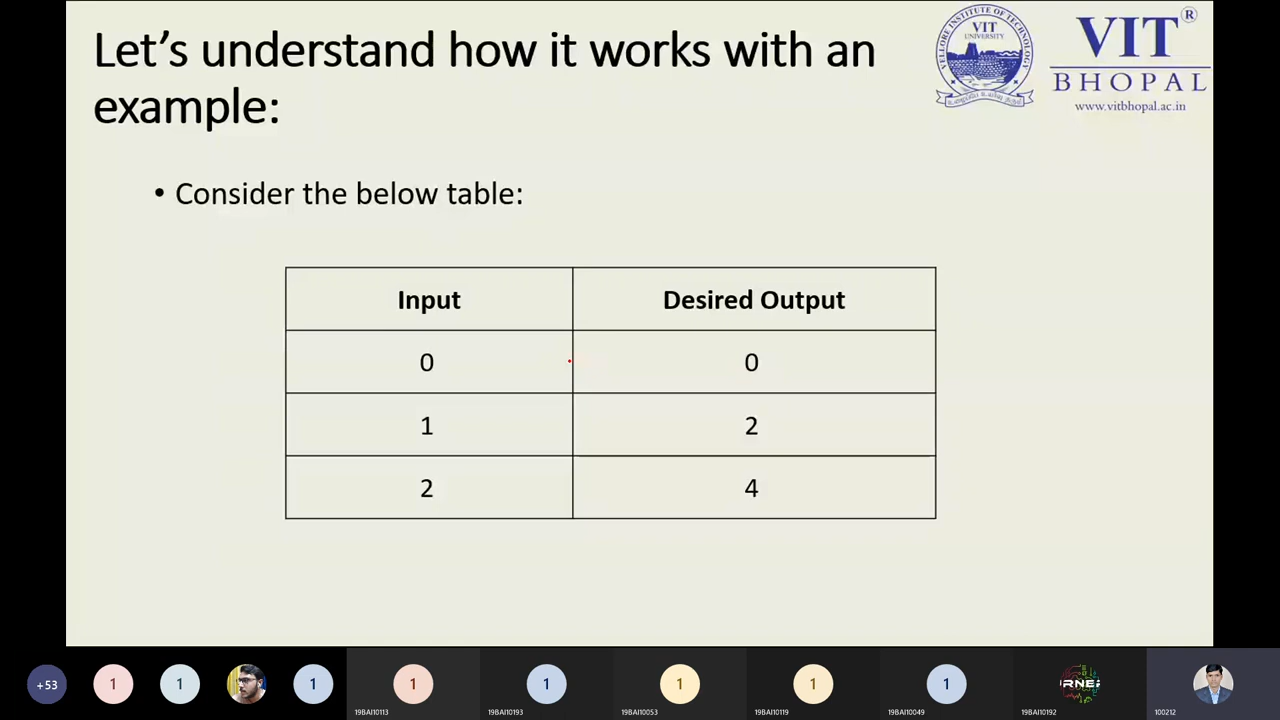 Let's understand how it works with an
example:
VELLORE INSTITUTE OF TECHNOLOGY
VIT
UNIVERSITY
VIT®
BHOPAL
www.vitbhopal.ac.in
• Consider the below table:
Input Desired Output
0 0
1 2
2 4
+53 1 1 1 1 1 1 1 1
19BAI10113 19BAI10193 19BAI10053 19BAI10119 19BAI10049 19BAI10192 100212